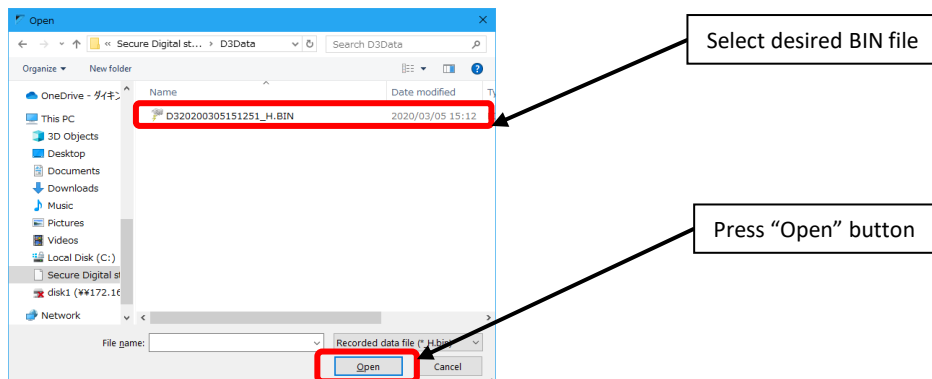 Open
« Secure Digital st... › D3Data
Search D3Data
Organize
New folder
Name
Date modified
Ty
OneDrive - ダイキン
This PC
3D Objects
Desktop
Documents
Downloads
Music
Pictures
Videos
Local Disk (C:)
Secure Digital st
disk1 (¥¥172.16
Network
D320200305151251_H.BIN
2020/03/05 15:12
File name:
Recorded data file (*_H.bin)
Open
Cancel
Select desired BIN file
Press “Open” button